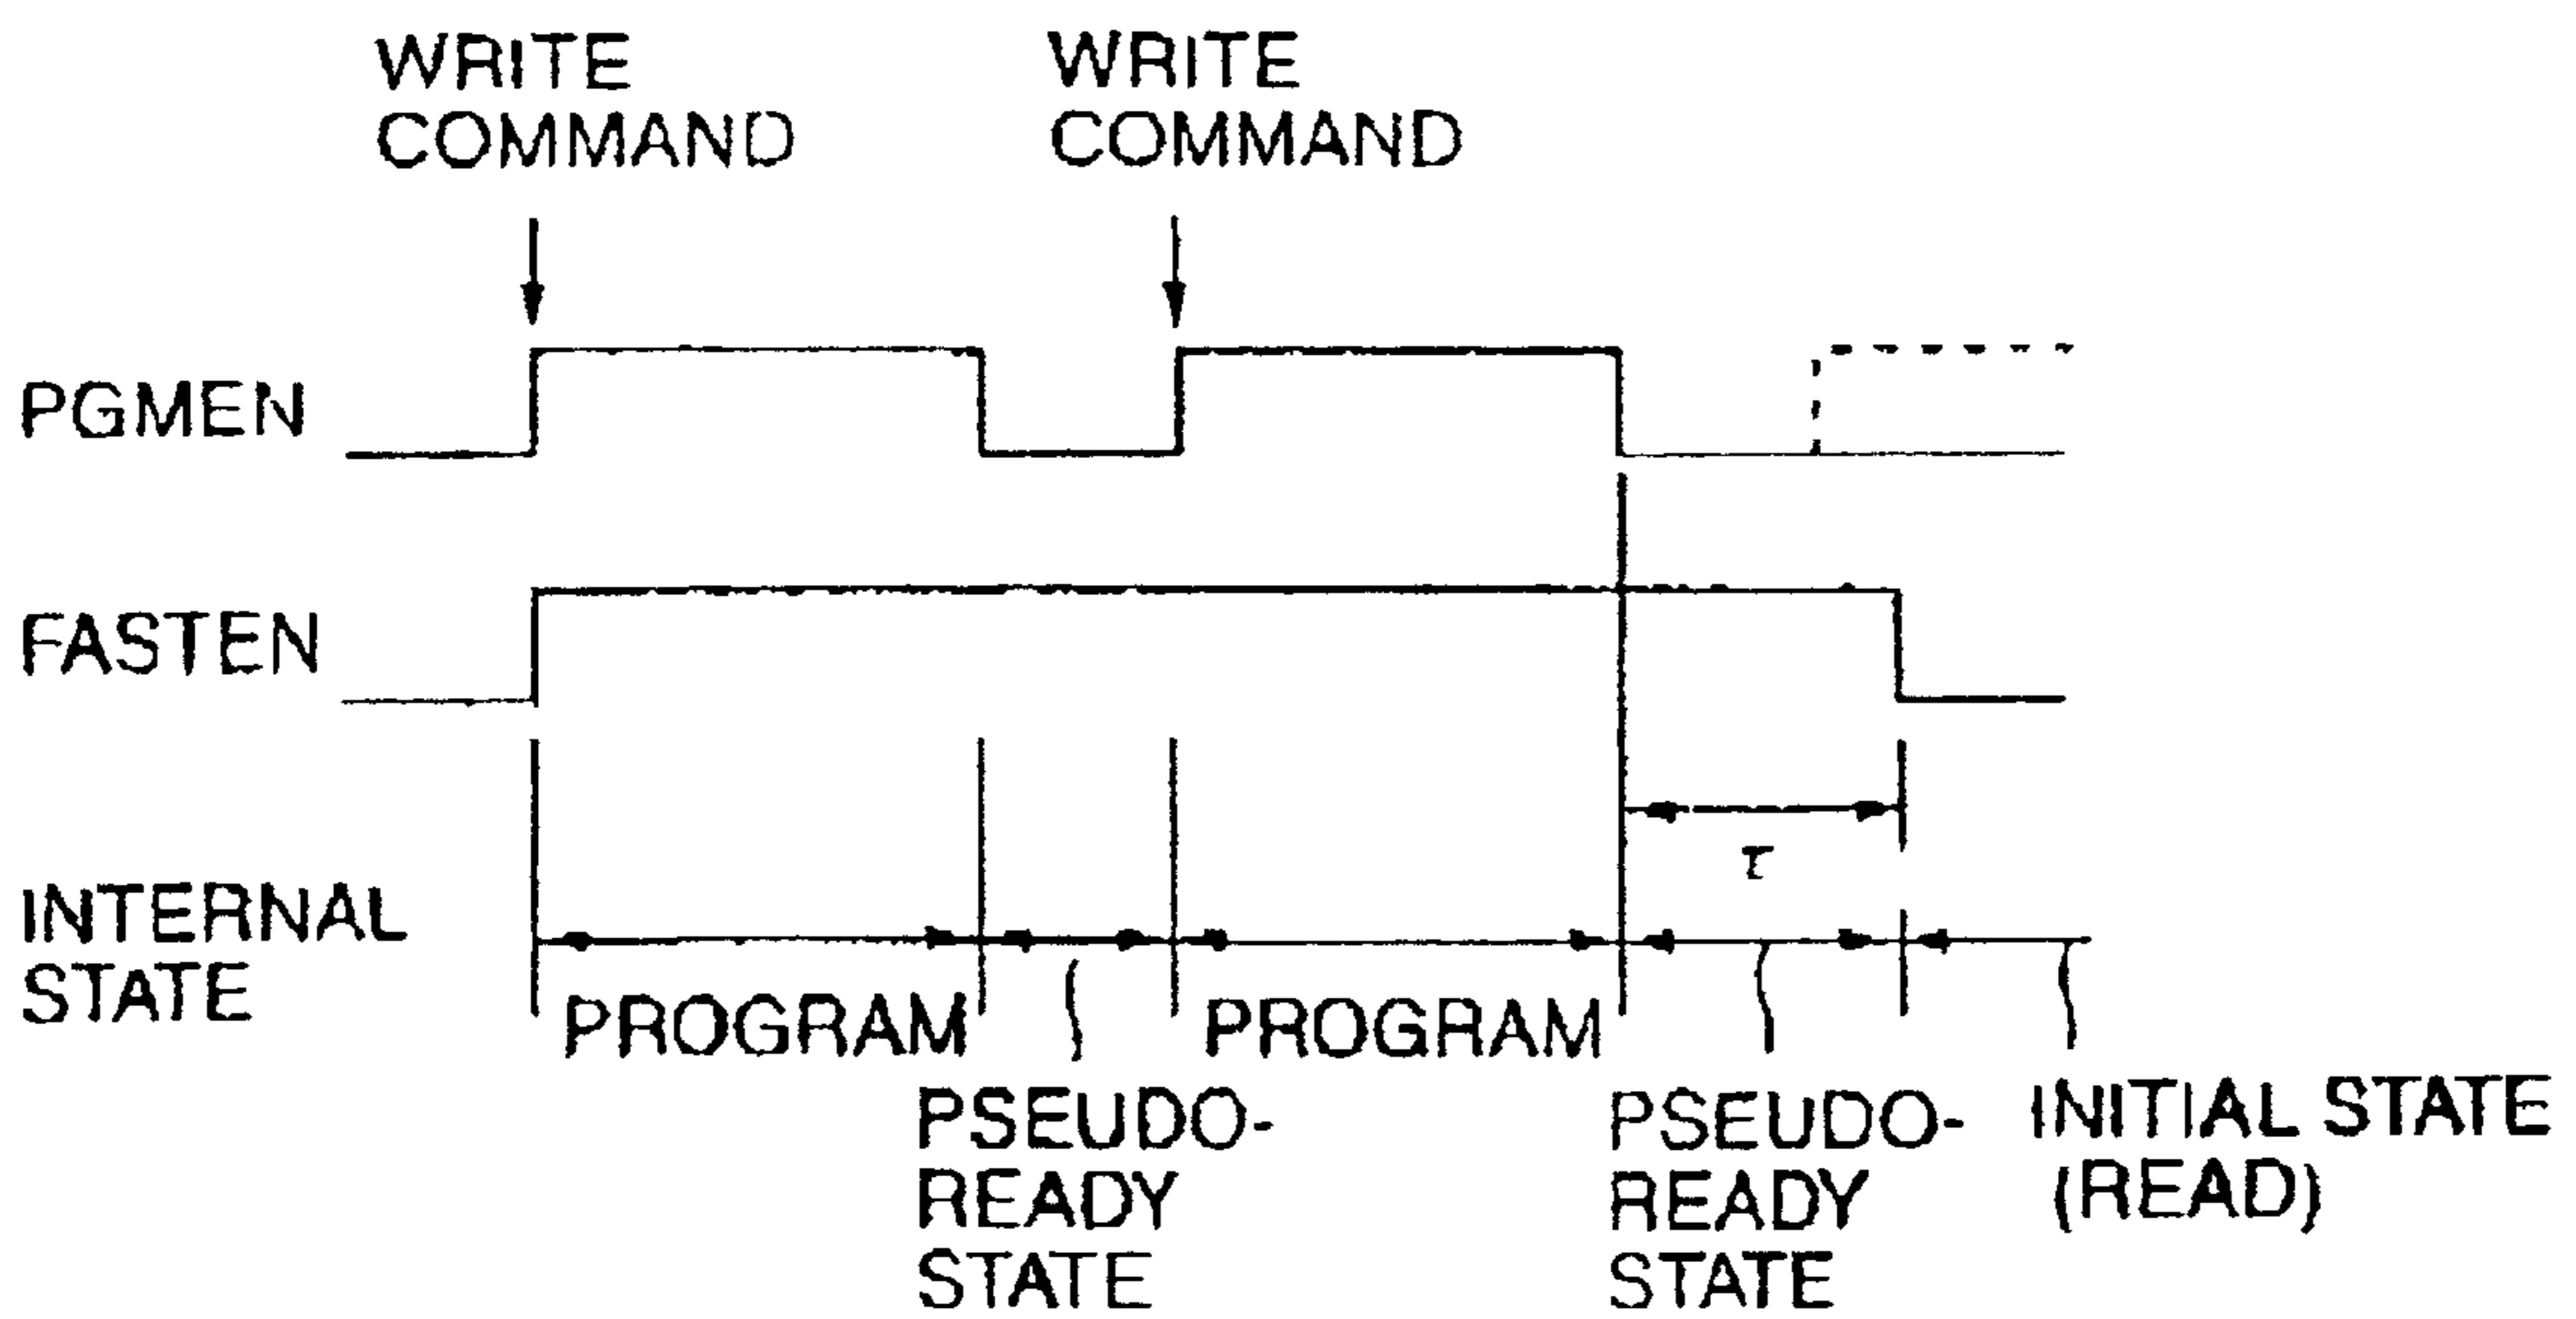 WRITE
COMMAND
WRITE
COMMAND
PGMEN
FASTEN
τ
INTERNAL
STATE
PROGRAM
PROGRAM
PSEUDO-
READY
STATE
PSEUDO-
READY
STATE
INITIAL STATE
(READ)